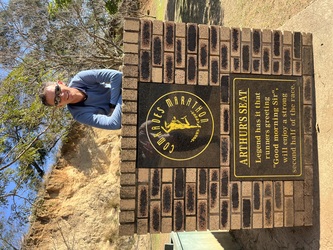 COMRADES MARATHON
ARTHUR'S SEAT
Legend has it that
runners greeting
"Good morning Sir",
will enjoy a strong
second half of the race.